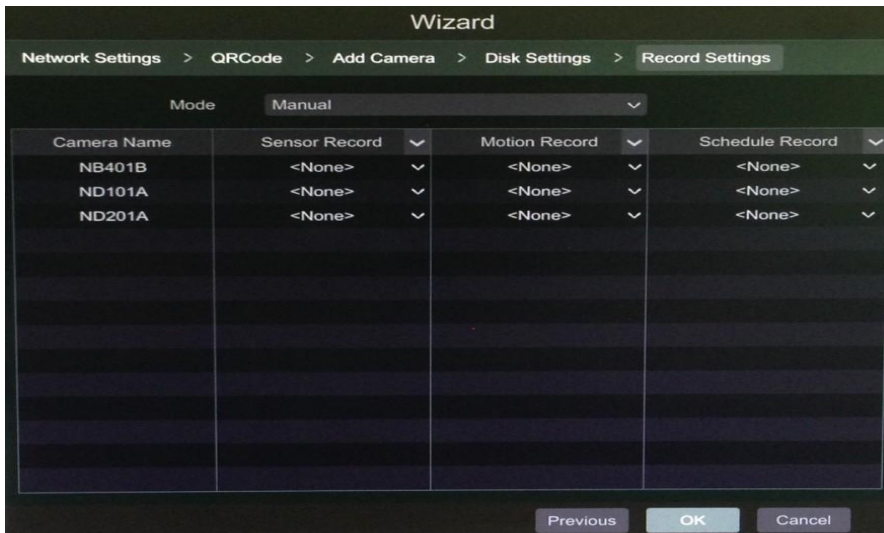 Wizard
Network Settings > QRCode > Add Camera > Disk Settings > Record Settings
Mode Manual
Camera Name Sensor Record Motion Record Schedule Record
NB401B <None> <None> <None>
ND101A <None> <None> <None>
ND201A <None> <None> <None>
Previous OK Cancel